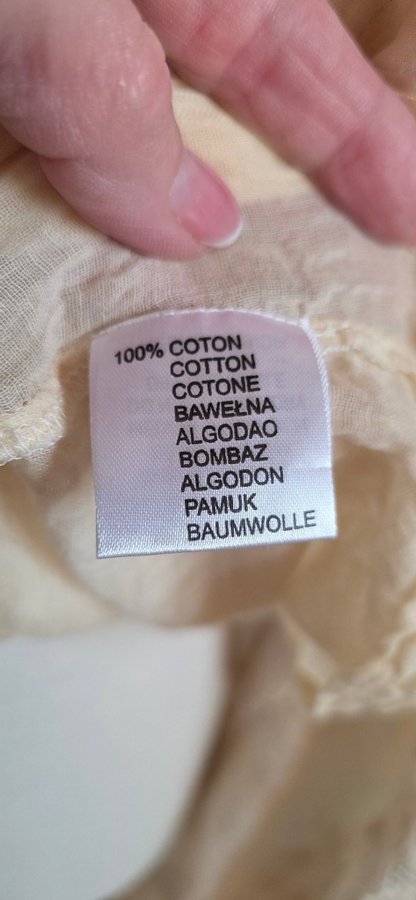 100% COTON
COTTON
COTONE
BAWEŁNA
ALGODAO
BOMBAZ
ALGODON
PAMUK
BAUMWOLLE